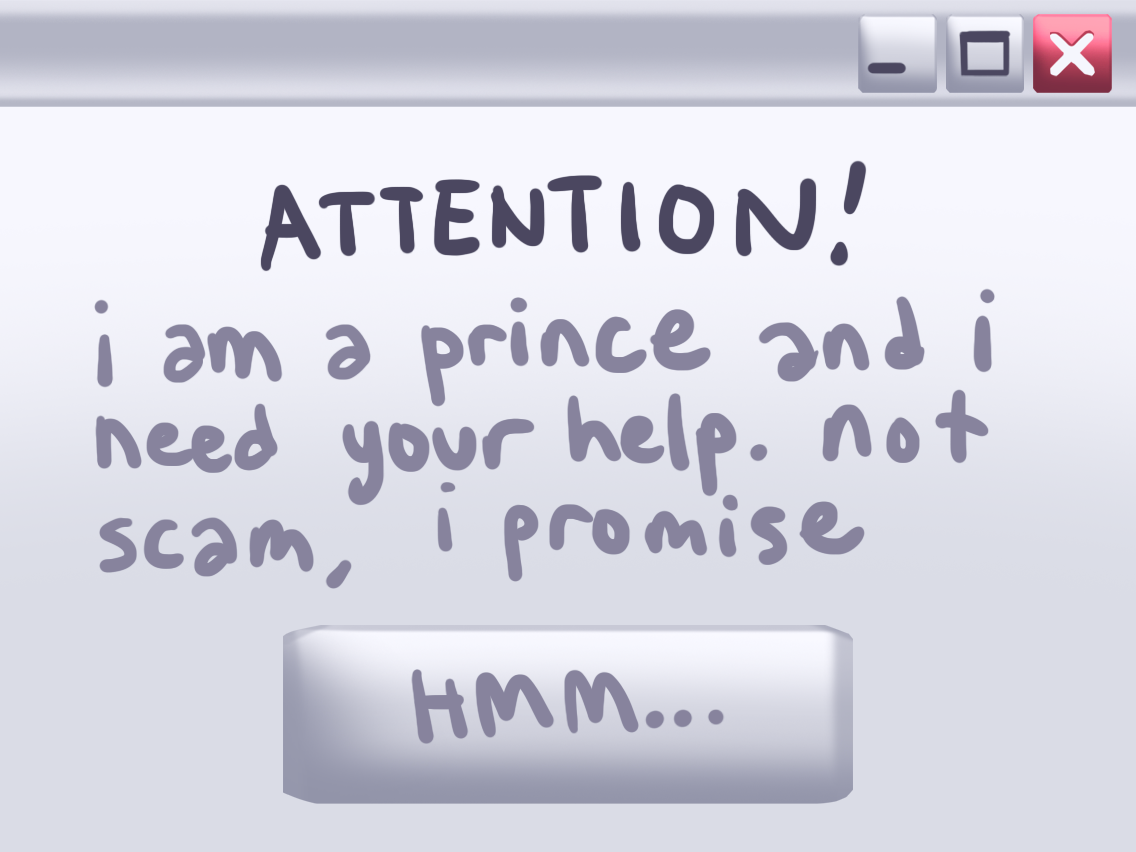 ATTENTION!
i am a prince and i
need your help. not
scam, i promise
HMM...